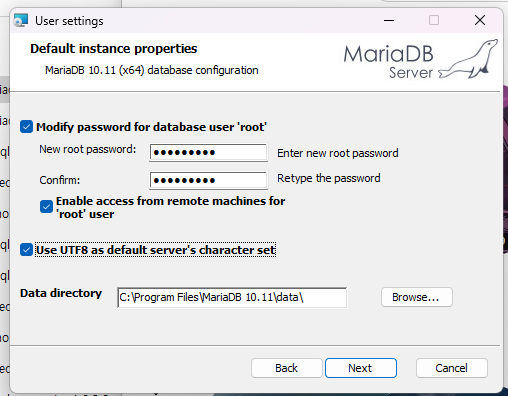 User settings
Default instance properties
MariaDB 10.11 (x64) database configuration
MariaDB
Server
Modify password for database user 'root'
New root password: ●●●●●●●●● Enter new root password
Confirm: ●●●●●●●●● Retype the password
Enable access from remote machines for
'root' user
Use UTF8 as default server's character set
Data directory C:\Program Files\MariaDB 10.11\data\ Browse...
Back Next Cancel